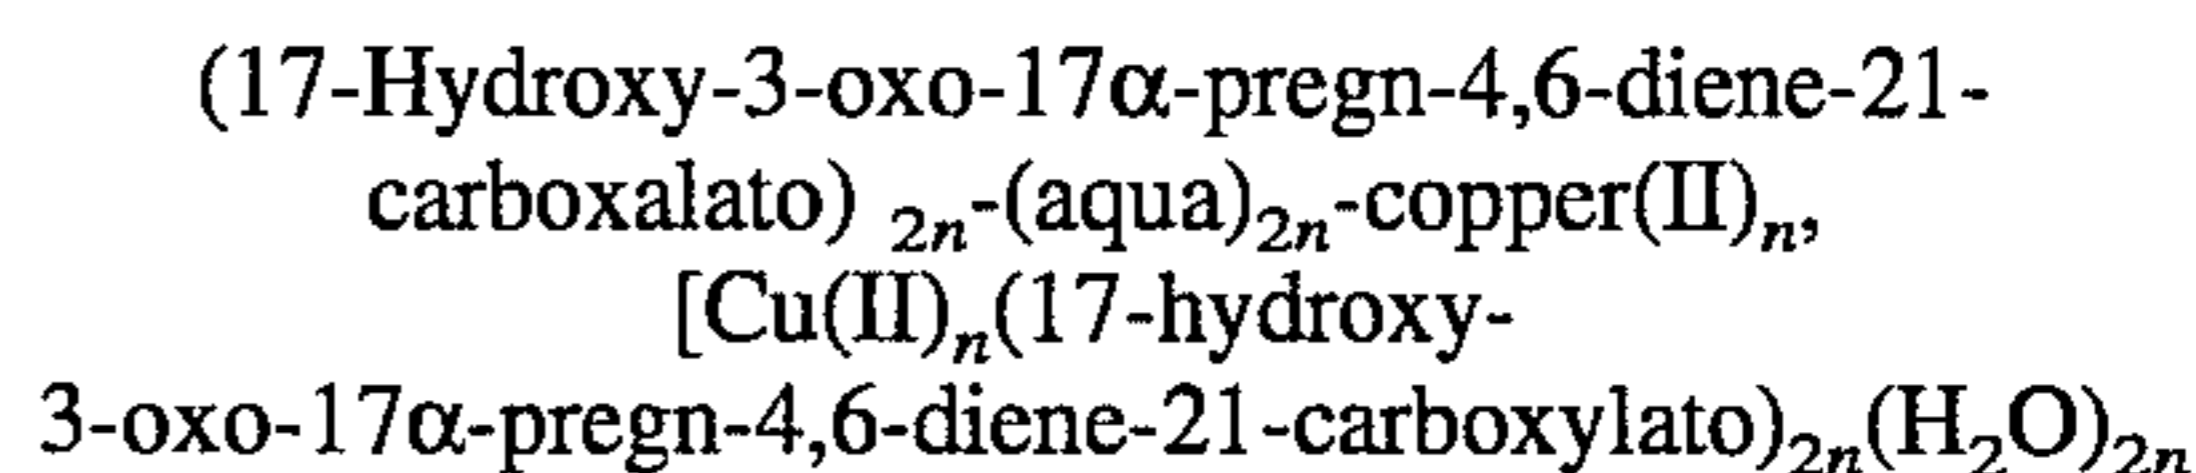 (17-Hydroxy-3-oxo-17α-pregn-4,6-diene-21-
carboxalato) 2n-(aqua)2n-copper(II)n,
[Cu(II)n(17-hydroxy-
3-oxo-17α-pregn-4,6-diene-21-carboxylato)2n(H2O)2n